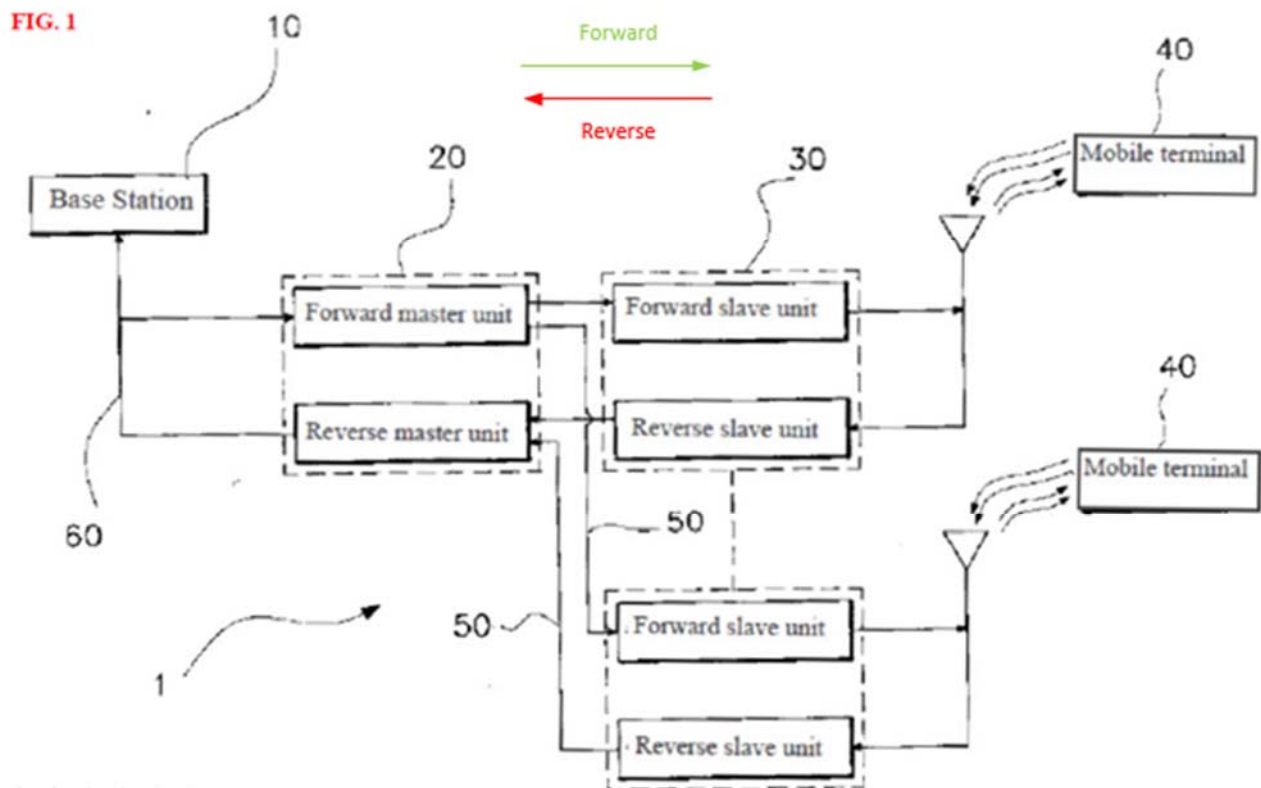 FIG. 1
10
Forward
40
Reverse
Mobile terminal
20
30
Base Station
Forward master unit
Forward slave unit
40
Reverse master unit
Reverse slave unit
Mobile terminal
60
50
50
Forward slave unit
1
Reverse slave unit